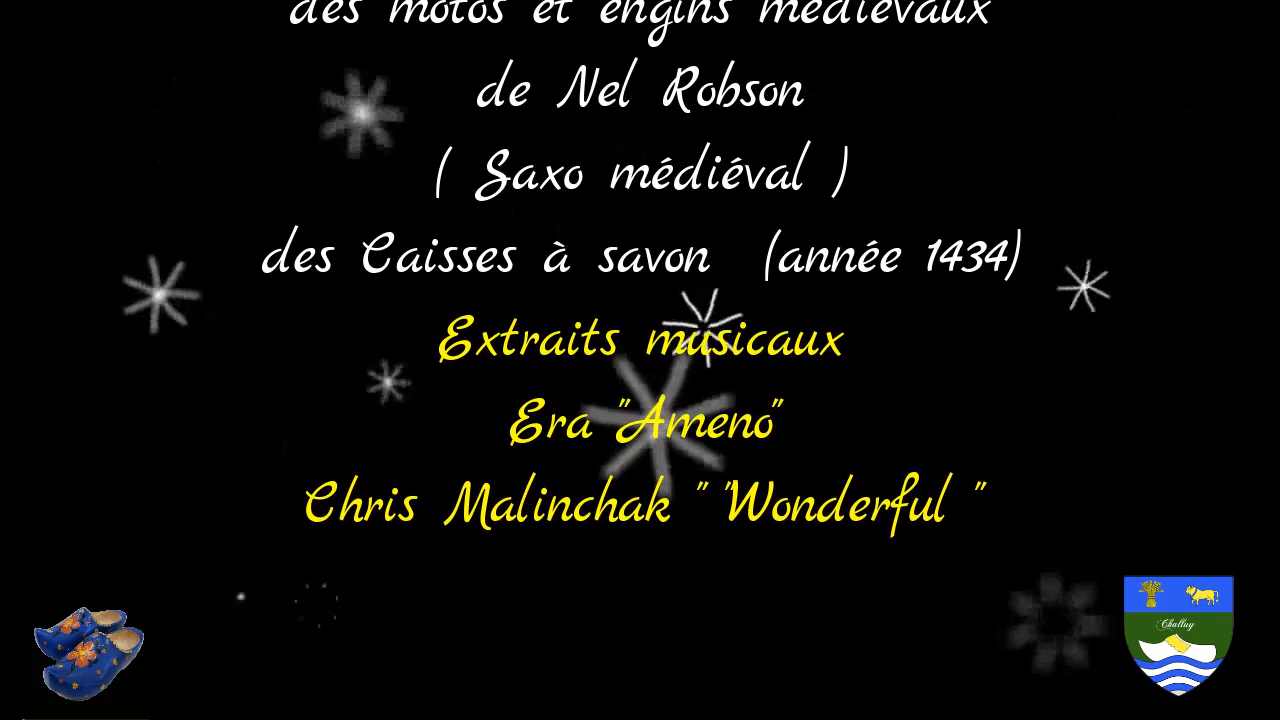 des motos et engins médiévaux
de Nel Robson
( Saxo médiéval )
des Caisses à savon (année 1434)
Extraits musicaux
Era "Ameno"
Chris Malinchak " "Wonderful "
Challuy